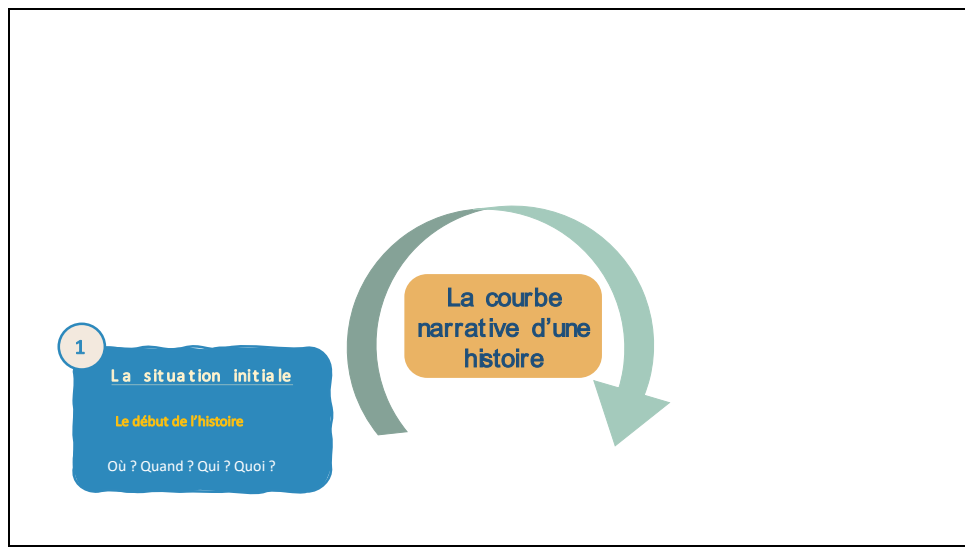 La courbe
narrative d’une
histoire
1
La situation initiale
Le début de l’histoire
Où ? Quand ? Qui ? Quoi ?